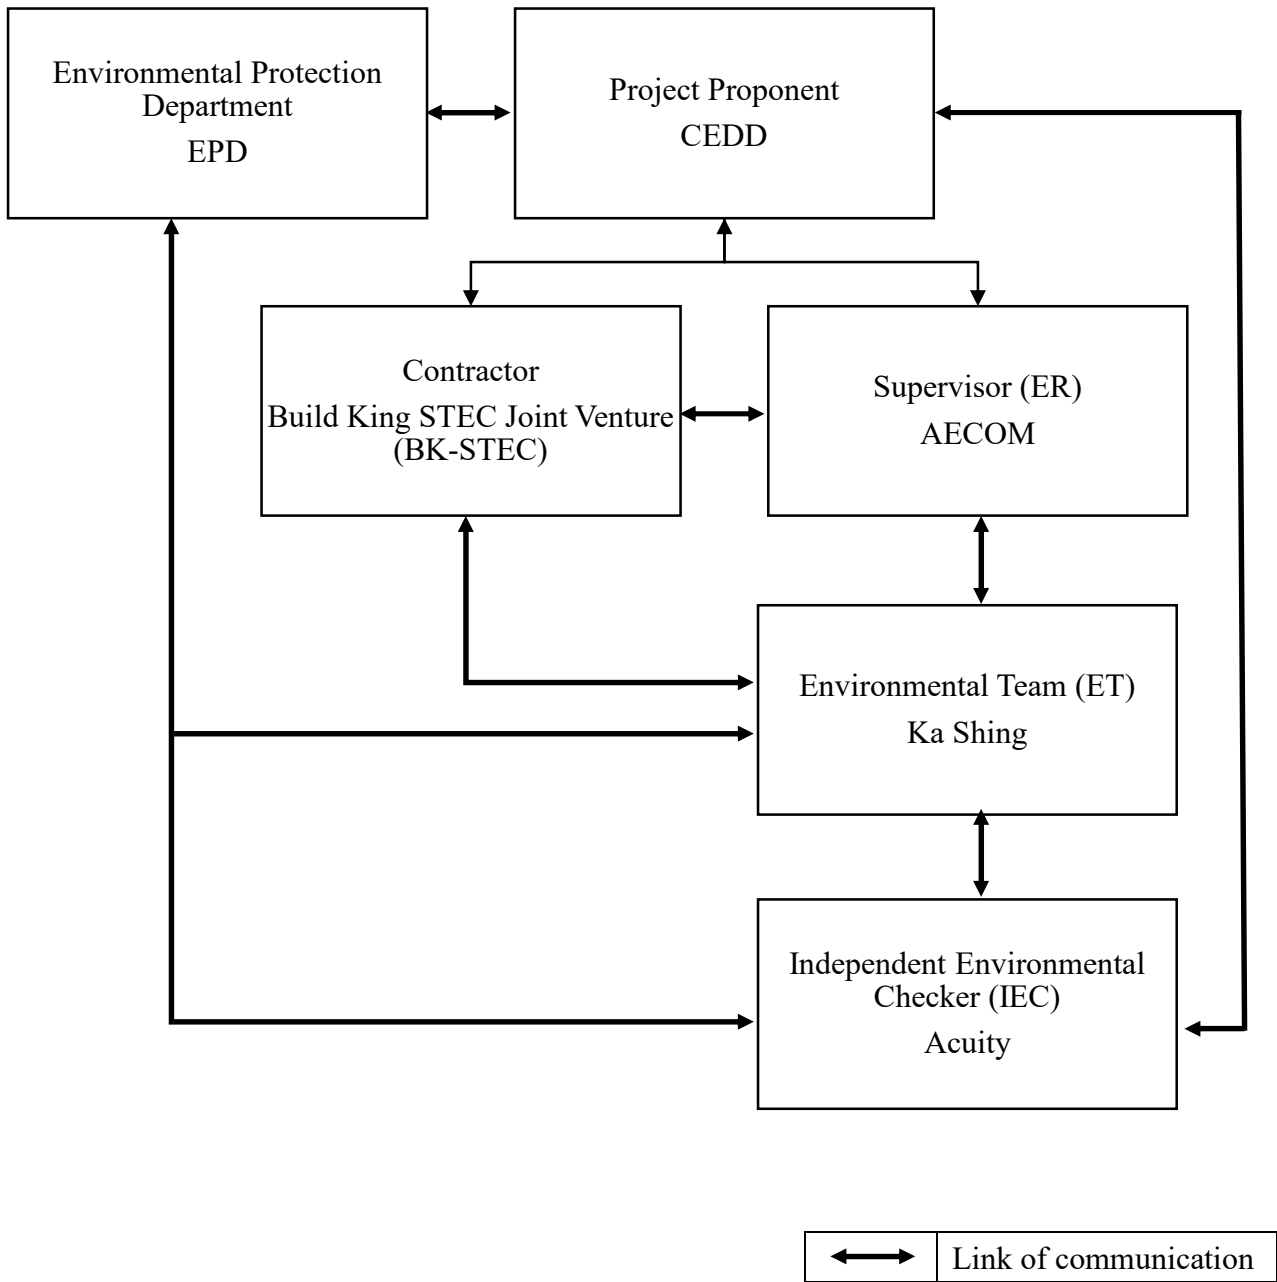 Environmental Protection
Department
EPD
Project Proponent
CEDD
Contractor
Build King STEC Joint Venture
(BK-STEC)
Supervisor (ER)
AECOM
Environmental Team (ET)
Ka Shing
Independent Environmental
Checker (IEC)
Acuity
Link of communication